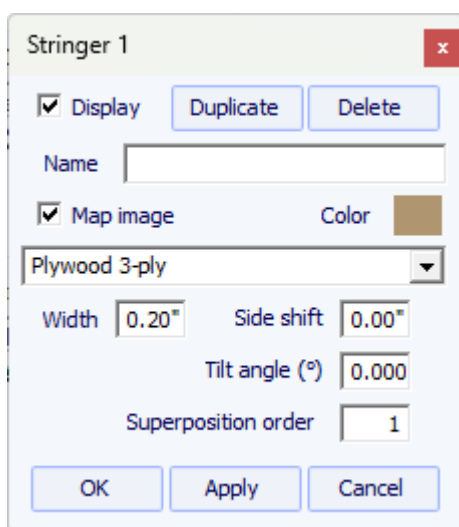 Stringer 1
x
Display Duplicate Delete
Name
Map image Color
Plywood 3-ply
Width 0.20" Side shift 0.00"
Tilt angle (º) 0.000
Superposition order 1
OK Apply Cancel